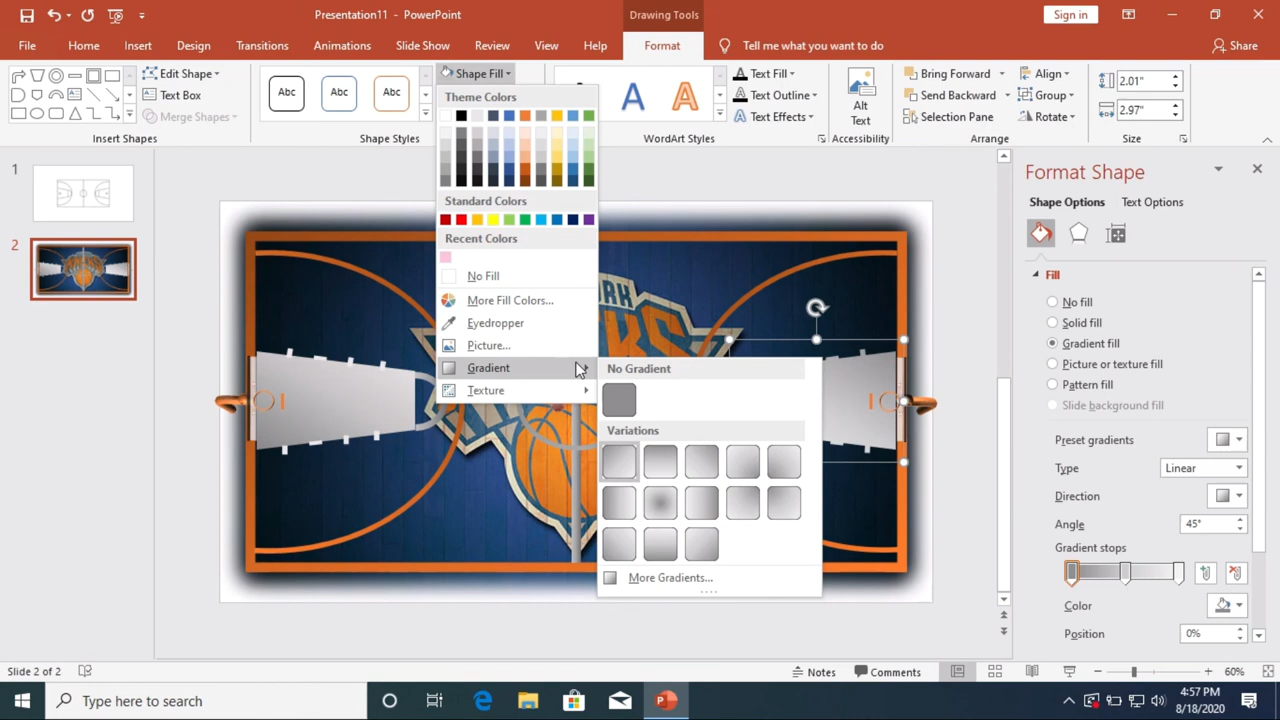 Presentation11 - PowerPoint
Drawing Tools
Sign in
File
Home
Insert
Design
Transitions
Animations
Slide Show
Review
View
Help
Format
Tell me what you want to do
Share
Edit Shape
Text Box
Merge Shapes
Insert Shapes
Abc
Abc
Abc
Shape Styles
Shape Fill
A
A
WordArt Styles
Text Fill
Text Outline
Text Effects
Alt
Text
Accessibility
Bring Forward
Send Backward
Selection Pane
Align
Group
Rotate
Arrange
2.01"
2.97"
Size
Theme Colors
Standard Colors
Recent Colors
No Fill
More Fill Colors...
Eyedropper
Picture...
Gradient
Texture
No Gradient
Variations
More Gradients...
1
2
Format Shape
Shape Options
Text Options
Fill
No fill
Solid fill
Gradient fill
Picture or texture fill
Pattern fill
Slide background fill
Preset gradients
Type
Linear
Direction
Angle
45°
Gradient stops
Color
Position
0%
Slide 2 of 2
Notes
Comments
60%
Type here to search
4:57 PM
8/18/2020